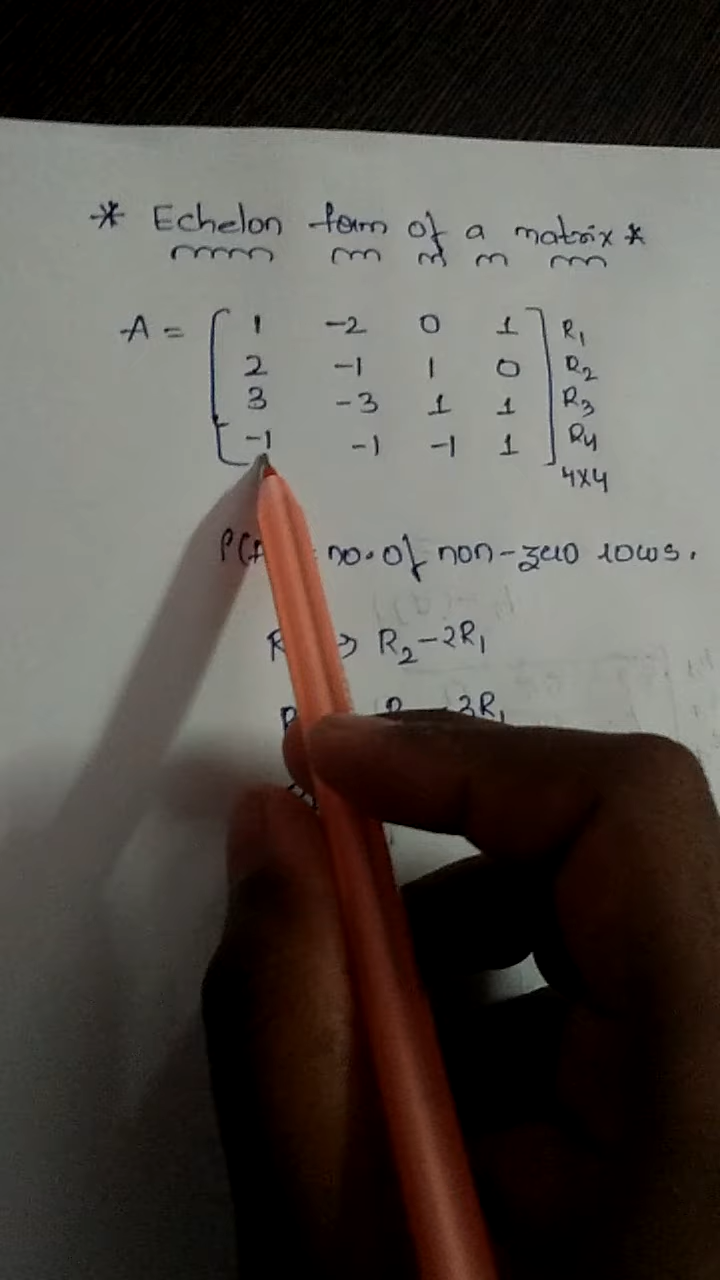 * Echelon form of a matrix *
A = [ 1 -2 0 1 ] R1
2 -1 1 0 R2
3 -3 1 1 R3
-1 -1 -1 1 R4
4x4
no. of non-zero rows.
R2-2R1
3R1